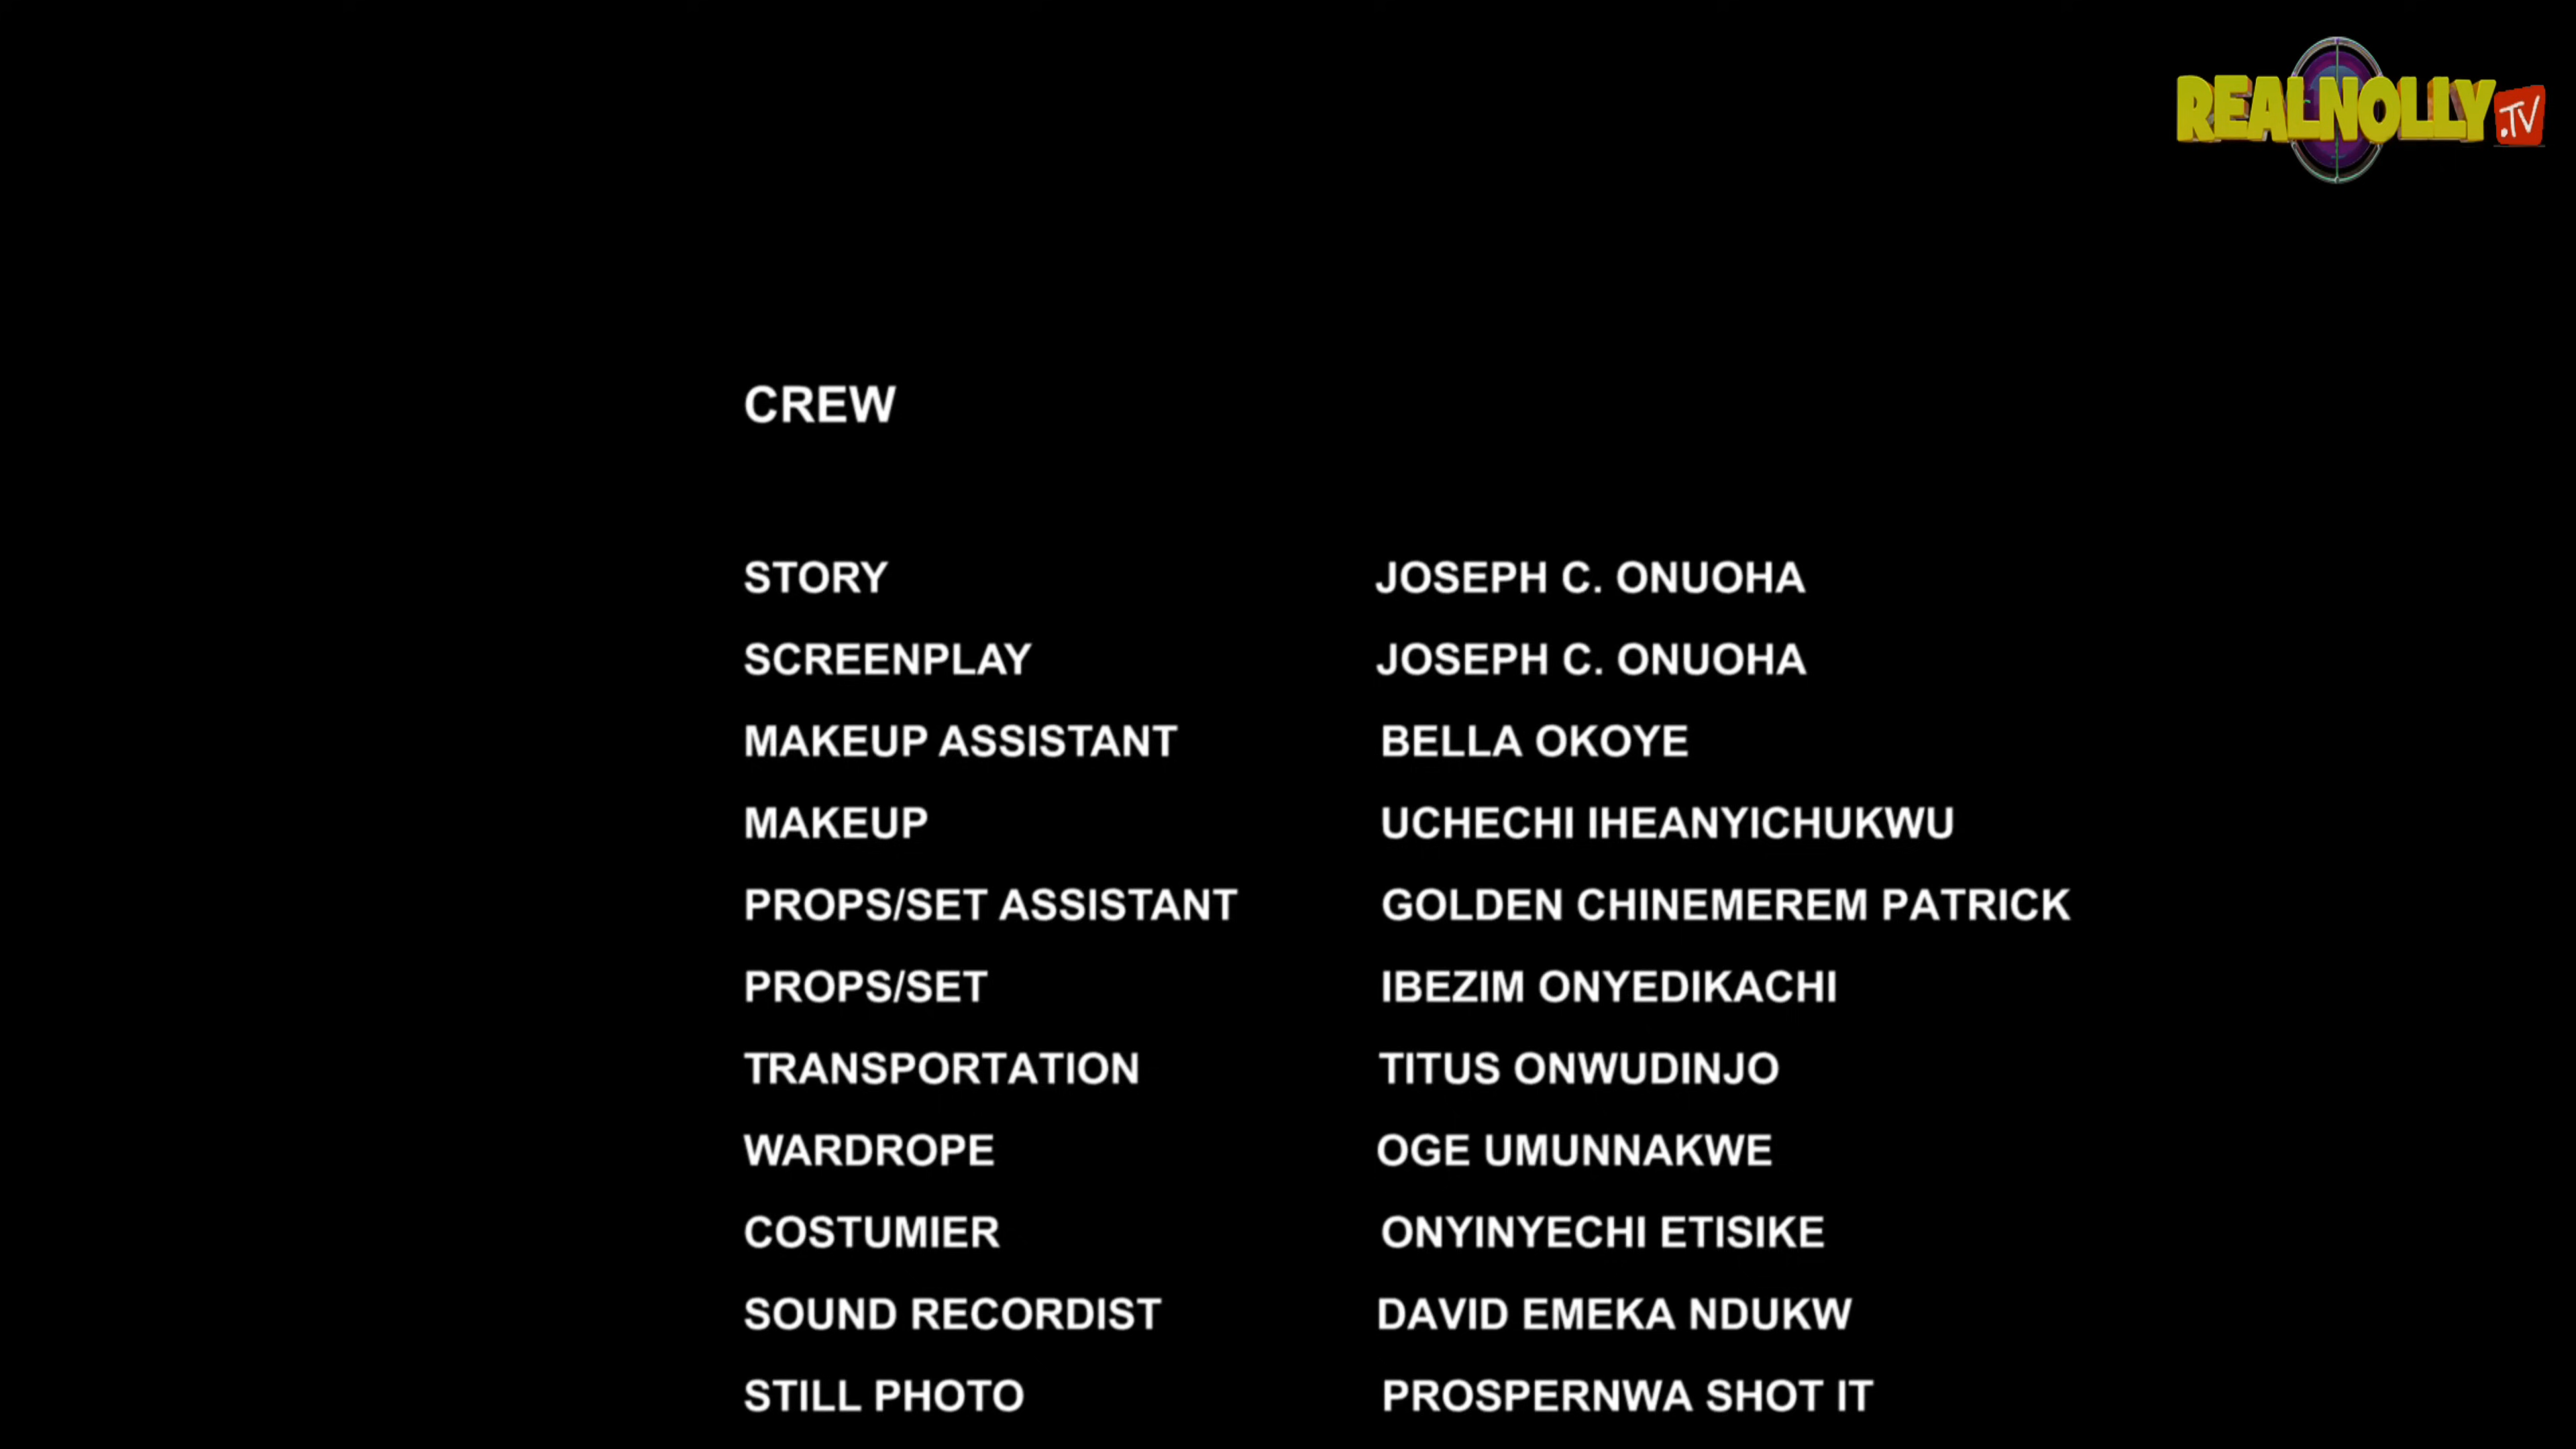 REALNOLLY.TV
CREW
STORY JOSEPH C. ONUOHA
SCREENPLAY JOSEPH C. ONUOHA
MAKEUP ASSISTANT BELLA OKOYE
MAKEUP UCHECHI IHEANYICHUKWU
PROPS/SET ASSISTANT GOLDEN CHINEMEREM PATRICK
PROPS/SET IBEZIM ONYEDIKACHI
TRANSPORTATION TITUS ONWUDINJO
WARDROPE OGE UMUNNAKWE
COSTUMIER ONYINYECHI ETISIKE
SOUND RECORDIST DAVID EMEKA NDUKW
STILL PHOTO PROSPERNWA SHOT IT